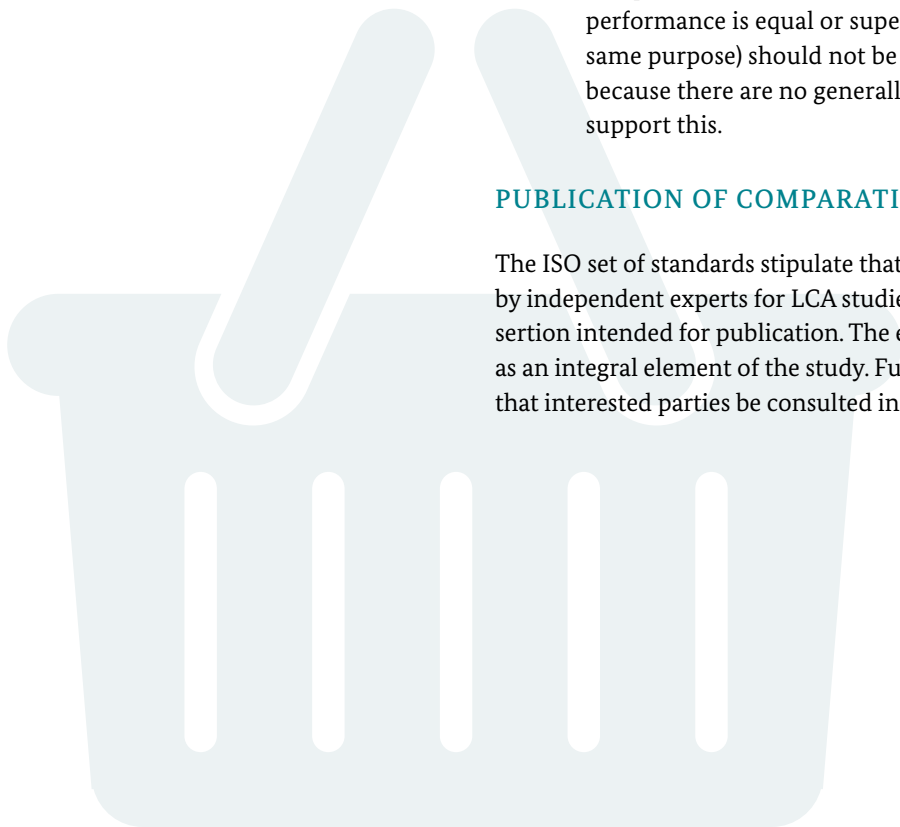 performance is equal or supe
same purpose) should not be
because there are no generall
support this.
PUBLICATION OF COMPARATI
The ISO set of standards stipulate that
by independent experts for LCA studie
sertion intended for publication. The e
as an integral element of the study. Fu
that interested parties be consulted in